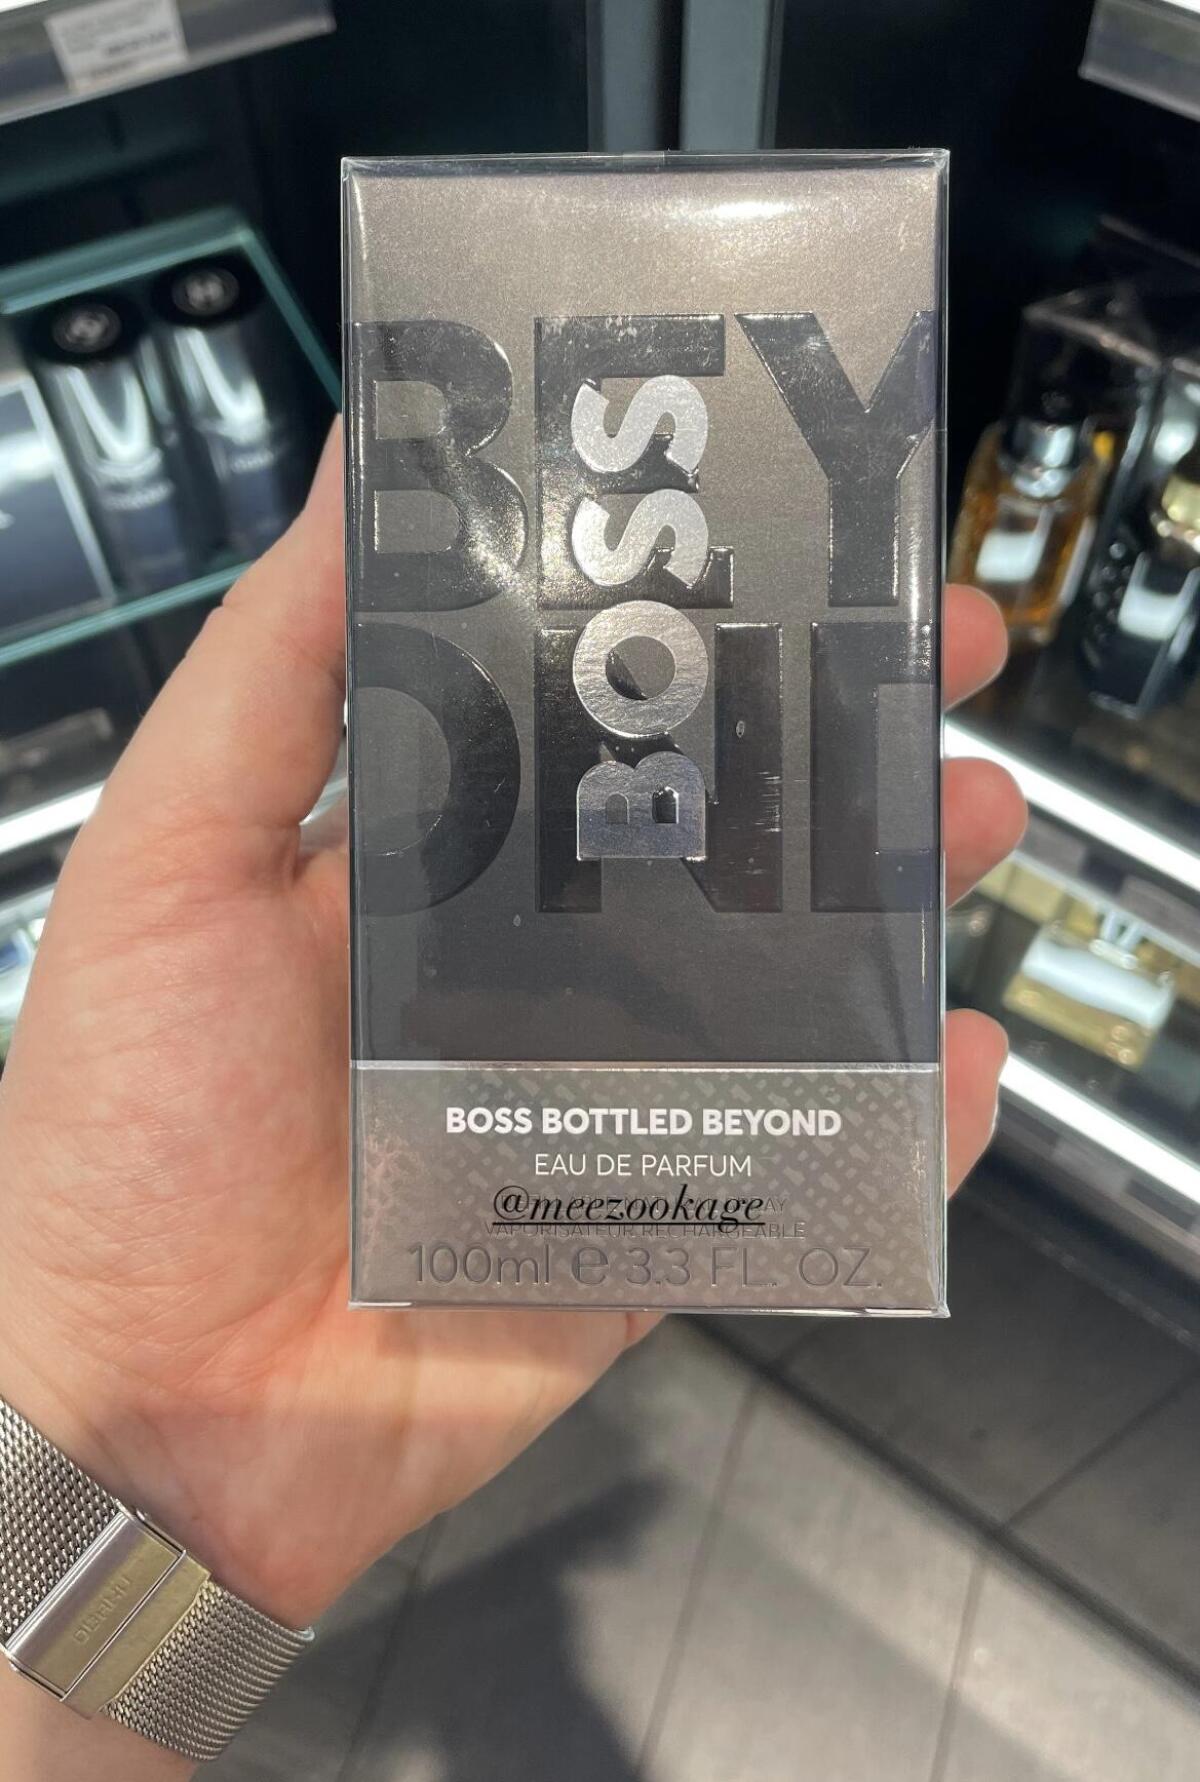 BEY
OND
BOSS
BOSS BOTTLED BEYOND
EAU DE PARFUM
@meezookage
VAPORISATEUR RECHARGEABLE
100ml e 3.3 FL. OZ.